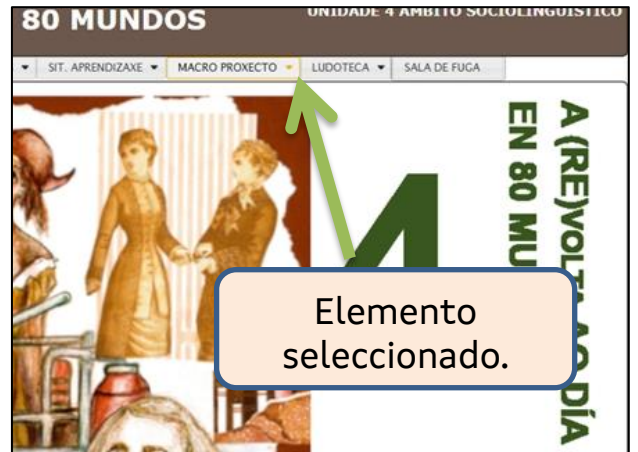 80 MUNDOS
UNIDADE 4 ÁMBITO SOCIOLINGÜÍSTICO
SIT. APRENDIZAXE
MACRO PROXECTO
LUDOTECA
SALA DE FUGA
4
A (RE)VOLTA AO DÍA
EN 80 MU
Elemento
seleccionado.